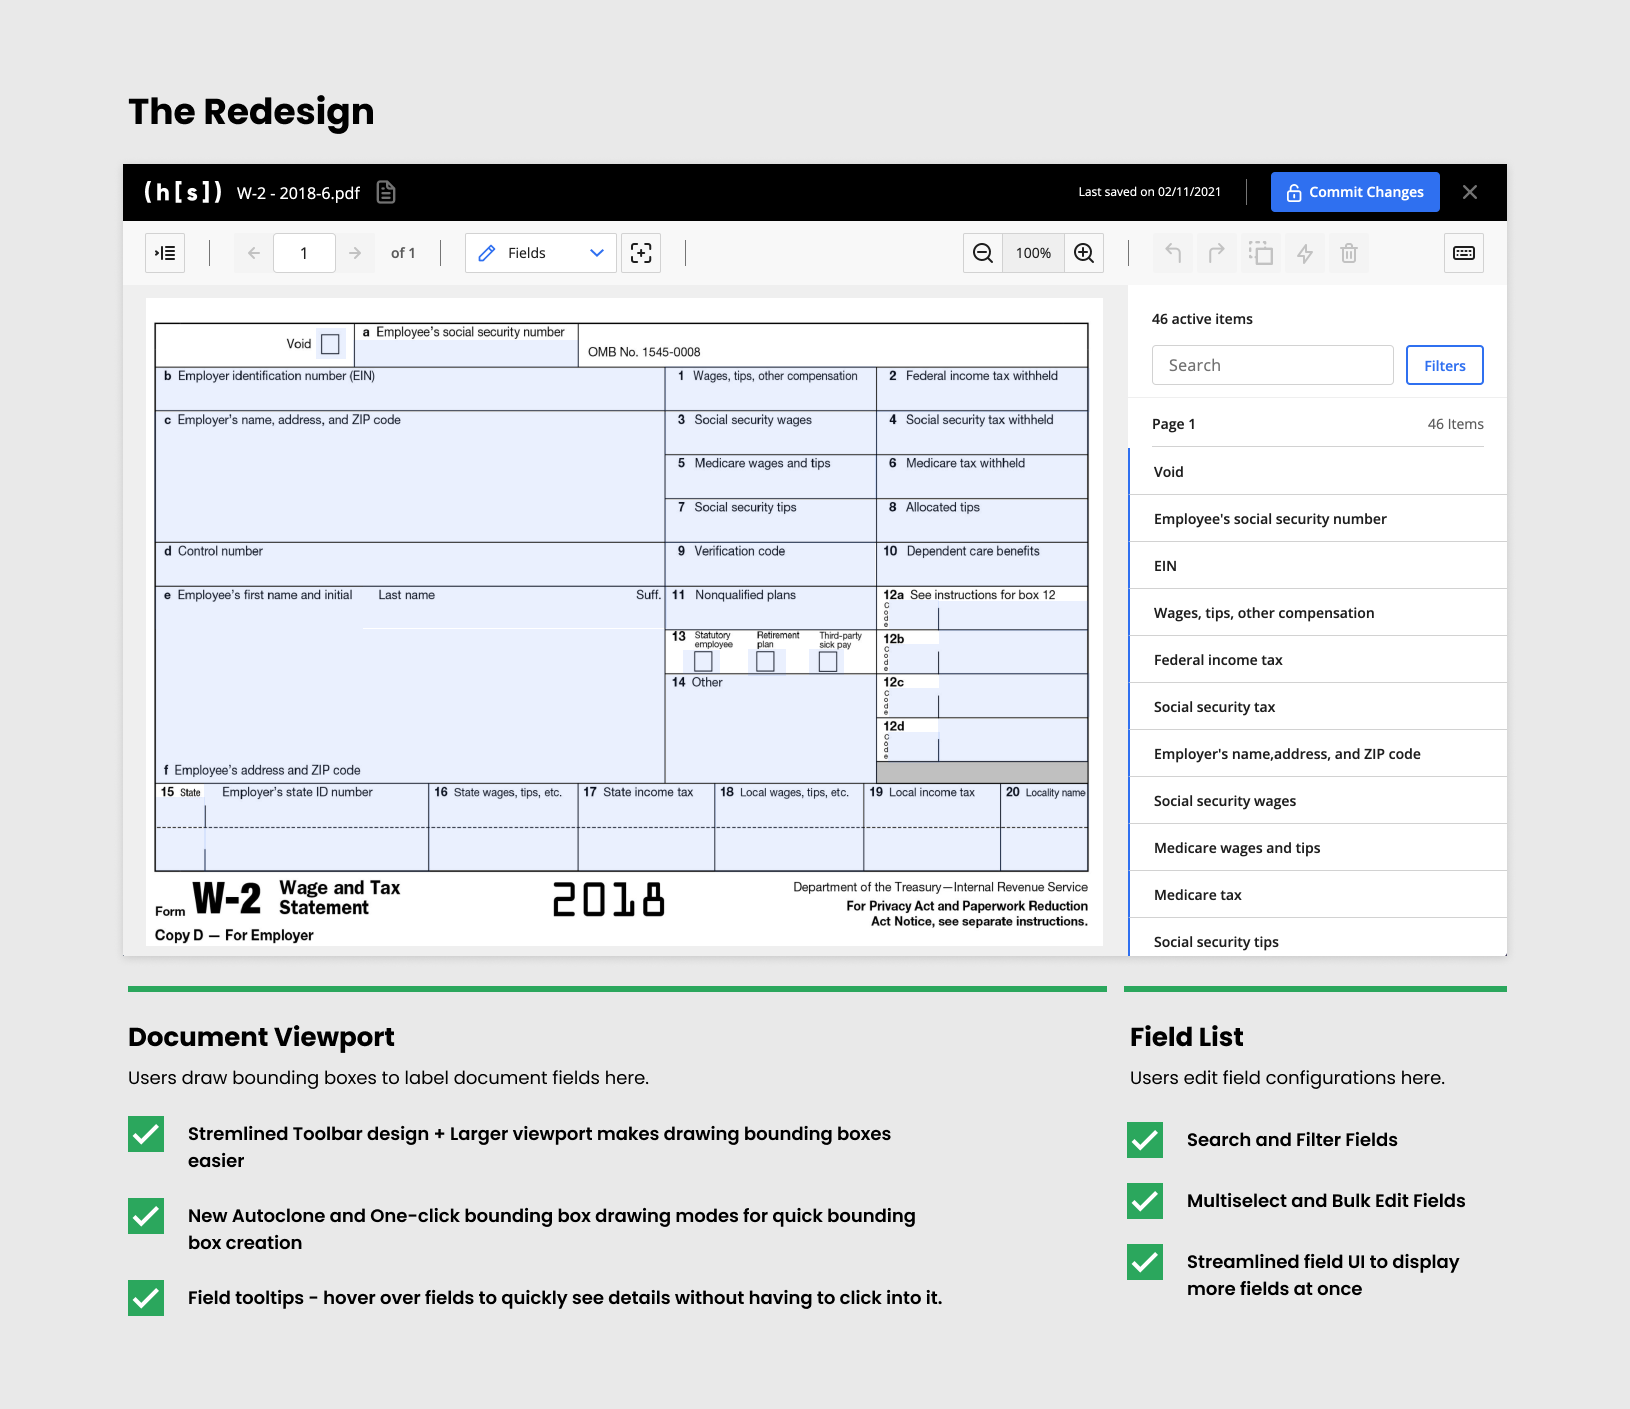 The Redesign
(h[s]) W-2 - 2018-6.pdf
Last saved on 02/11/2021
Commit Changes
1
of 1
Fields
100%
Void
a Employee's social security number
OMB No. 1545-0008
b Employer identification number (EIN)
1 Wages, tips, other compensation
2 Federal income tax withheld
c Employer's name, address, and ZIP code
3 Social security wages
4 Social security tax withheld
5 Medicare wages and tips
6 Medicare tax withheld
7 Social security tips
8 Allocated tips
d Control number
9 Verification code
10 Dependent care benefits
e Employee's first name and initial
Last name
Suff.
11 Nonqualified plans
12a See instructions for box 12
Code
13 Statutory employee
Retirement plan
Third-party sick pay
12b
Code
14 Other
12c
Code
12d
Code
f Employee's address and ZIP code
15 State
Employer's state ID number
16 State wages, tips, etc.
17 State income tax
18 Local wages, tips, etc.
19 Local income tax
20 Locality name
Form W-2 Wage and Tax
Statement
2018
Department of the Treasury—Internal Revenue Service
For Privacy Act and Paperwork Reduction
Act Notice, see separate instructions.
Copy D — For Employer
46 active items
Search
Filters
Page 1
46 Items
Void
Employee's social security number
EIN
Wages, tips, other compensation
Federal income tax
Social security tax
Employer's name,address, and ZIP code
Social security wages
Medicare wages and tips
Medicare tax
Social security tips
Document Viewport
Users draw bounding boxes to label document fields here.
Stremlined Toolbar design + Larger viewport makes drawing bounding boxes
easier
New Autoclone and One-click bounding box drawing modes for quick bounding
box creation
Field tooltips - hover over fields to quickly see details without having to click into it.
Field List
Users edit field configurations here.
Search and Filter Fields
Multiselect and Bulk Edit Fields
Streamlined field UI to display
more fields at once